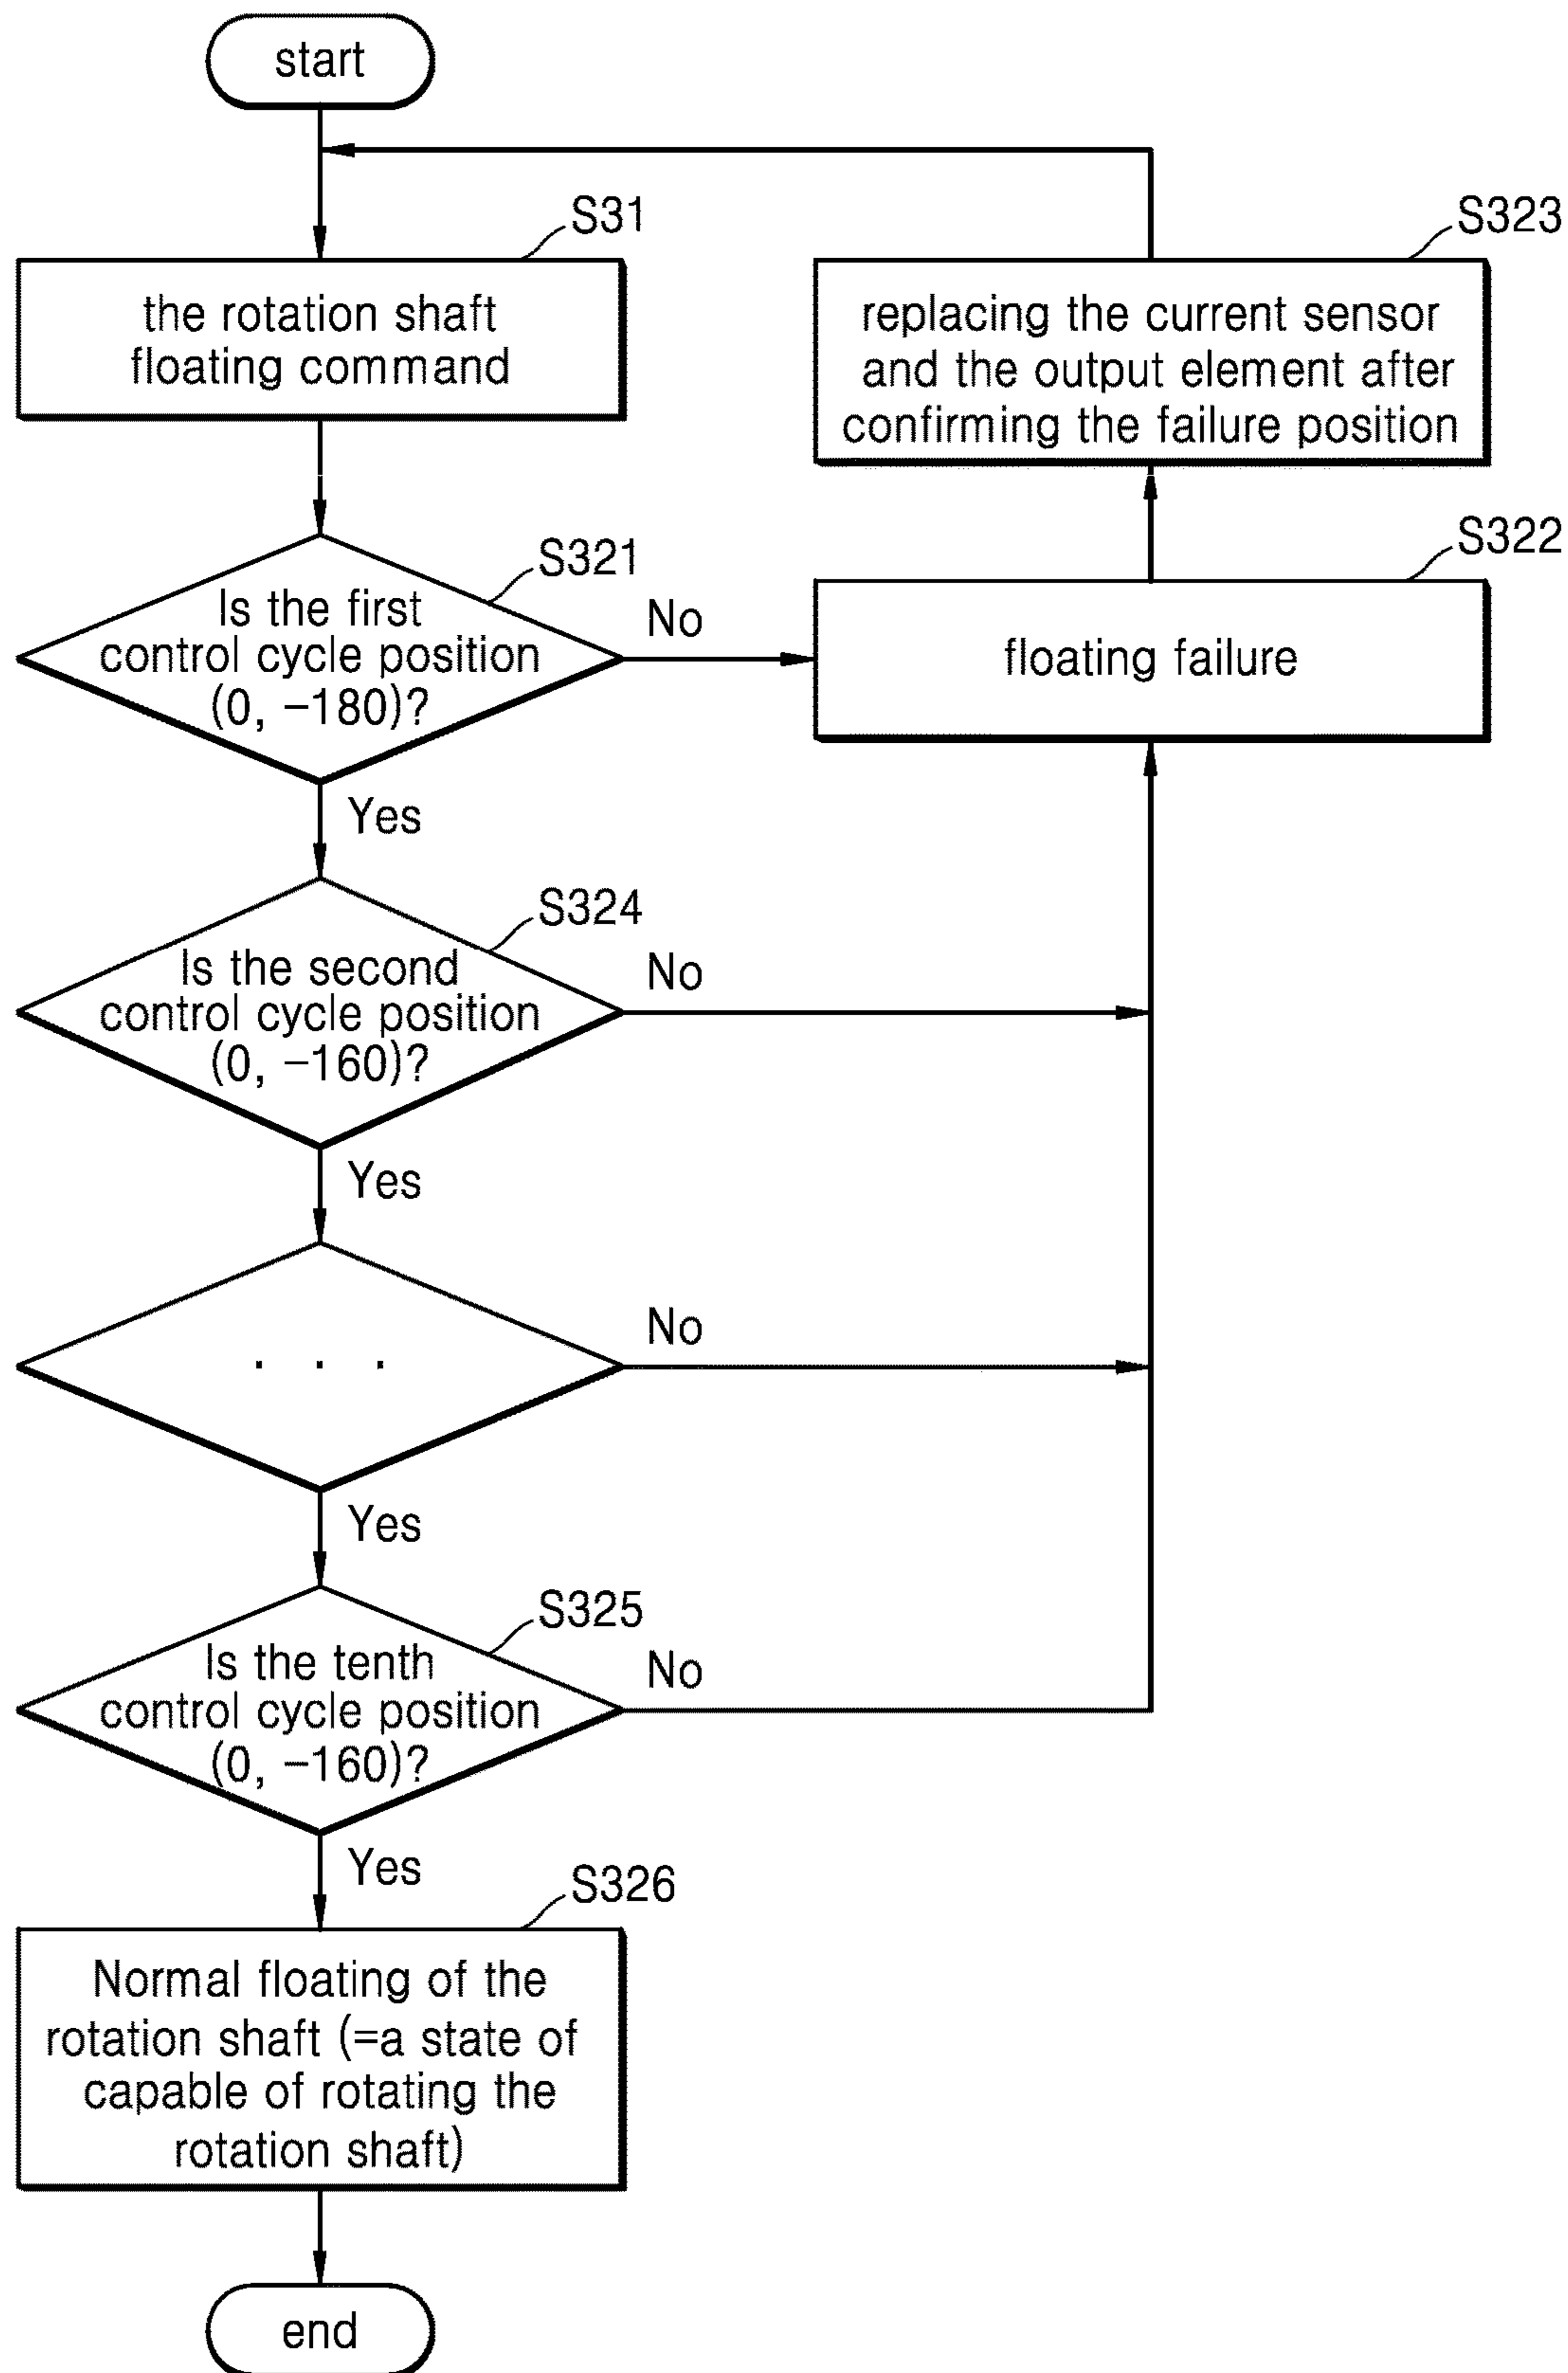 start
S31
the rotation shaft
floating command
S323
replacing the current sensor
and the output element after
confirming the failure position
S321
Is the first
control cycle position
(0, −180)?
No
S322
floating failure
Yes
S324
Is the second
control cycle position
(0, −160)?
No
Yes
. . .
No
Yes
S325
Is the tenth
control cycle position
(0, −160)?
No
Yes
S326
Normal floating of the
rotation shaft (=a state of
capable of rotating the
rotation shaft)
end